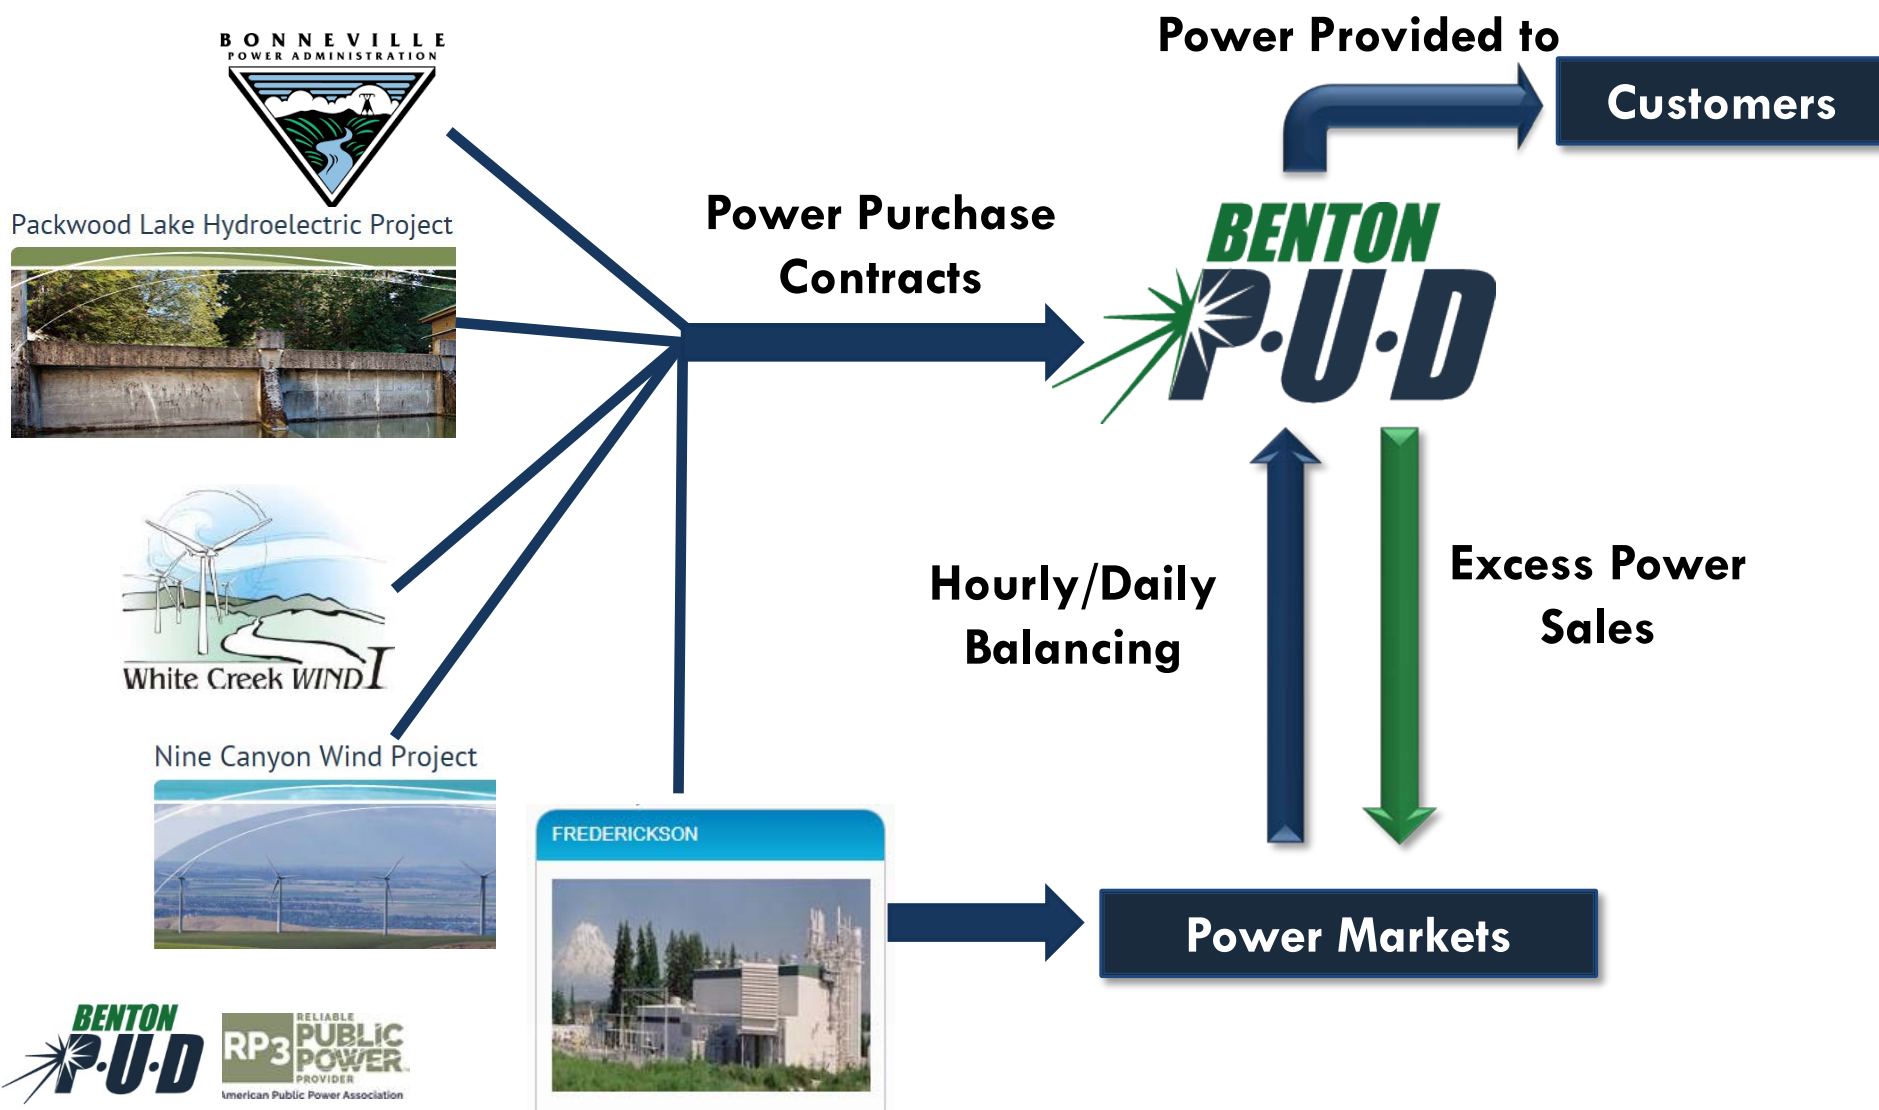 BONNEVILLE
POWER ADMINISTRATION
Packwood Lake Hydroelectric Project
White Creek WIND I
Nine Canyon Wind Project
FREDERICKSON
Power Purchase
Contracts
Power Provided to
Customers
BENTON
P·U·D
Hourly/Daily
Balancing
Excess Power
Sales
Power Markets
BENTON
P·U·D
RP3
RELIABLE
PUBLIC
POWER
PROVIDER
American Public Power Association